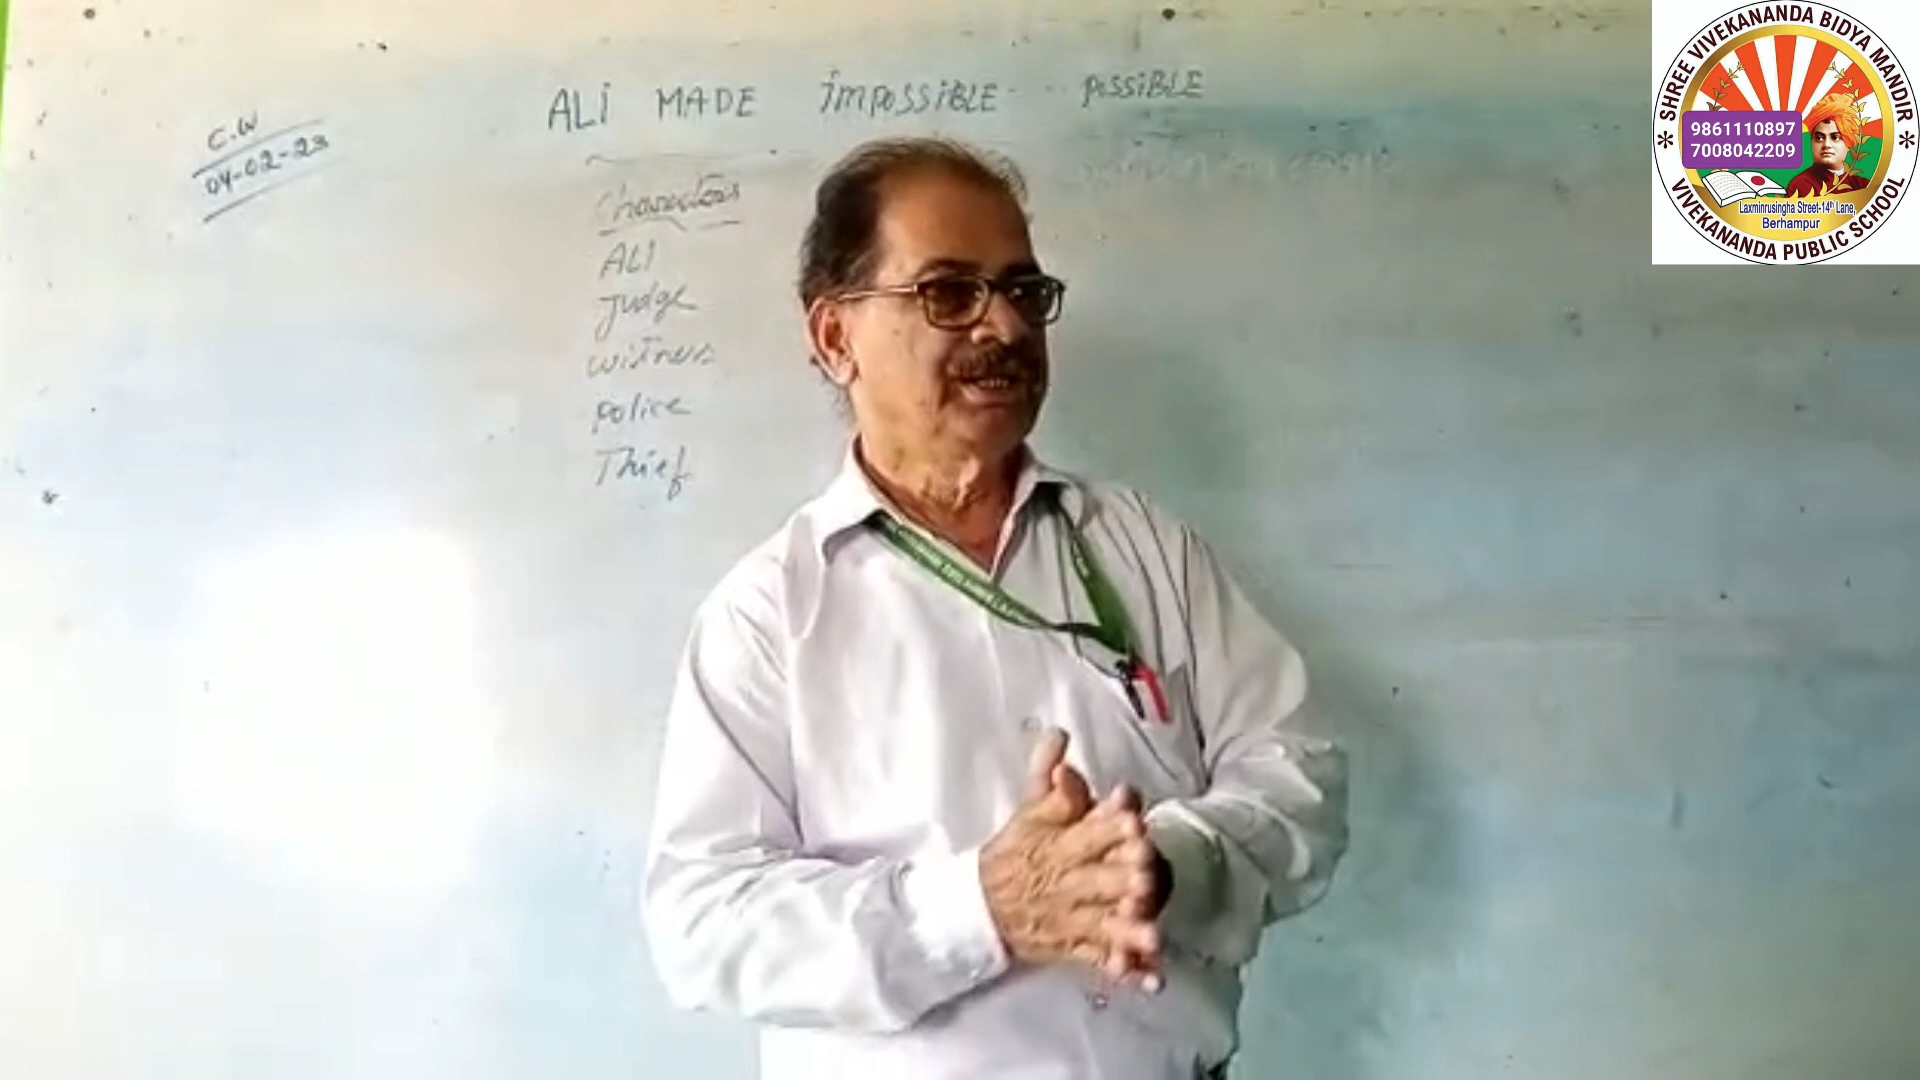 C.W
04-02-23
ALi MADE impossiBLE possiBLE
Charectors
ALI
Judge
witness
police
Thief
SHREE VIVEKANANDA BIDYA MANDIR
9861110897
7008042209
Laxminrusingha Street-14th Lane,
Berhampur
VIVEKANANDA PUBLIC SCHOOL